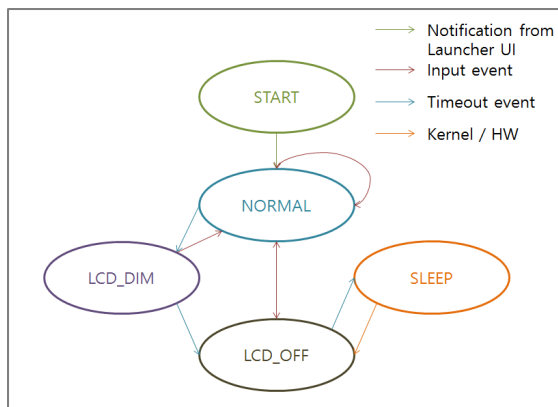 Notification from
Launcher UI
Input event
START
Timeout event
Kernel / HW
NORMAL
LCD_DIM
SLEEP
LCD_OFF